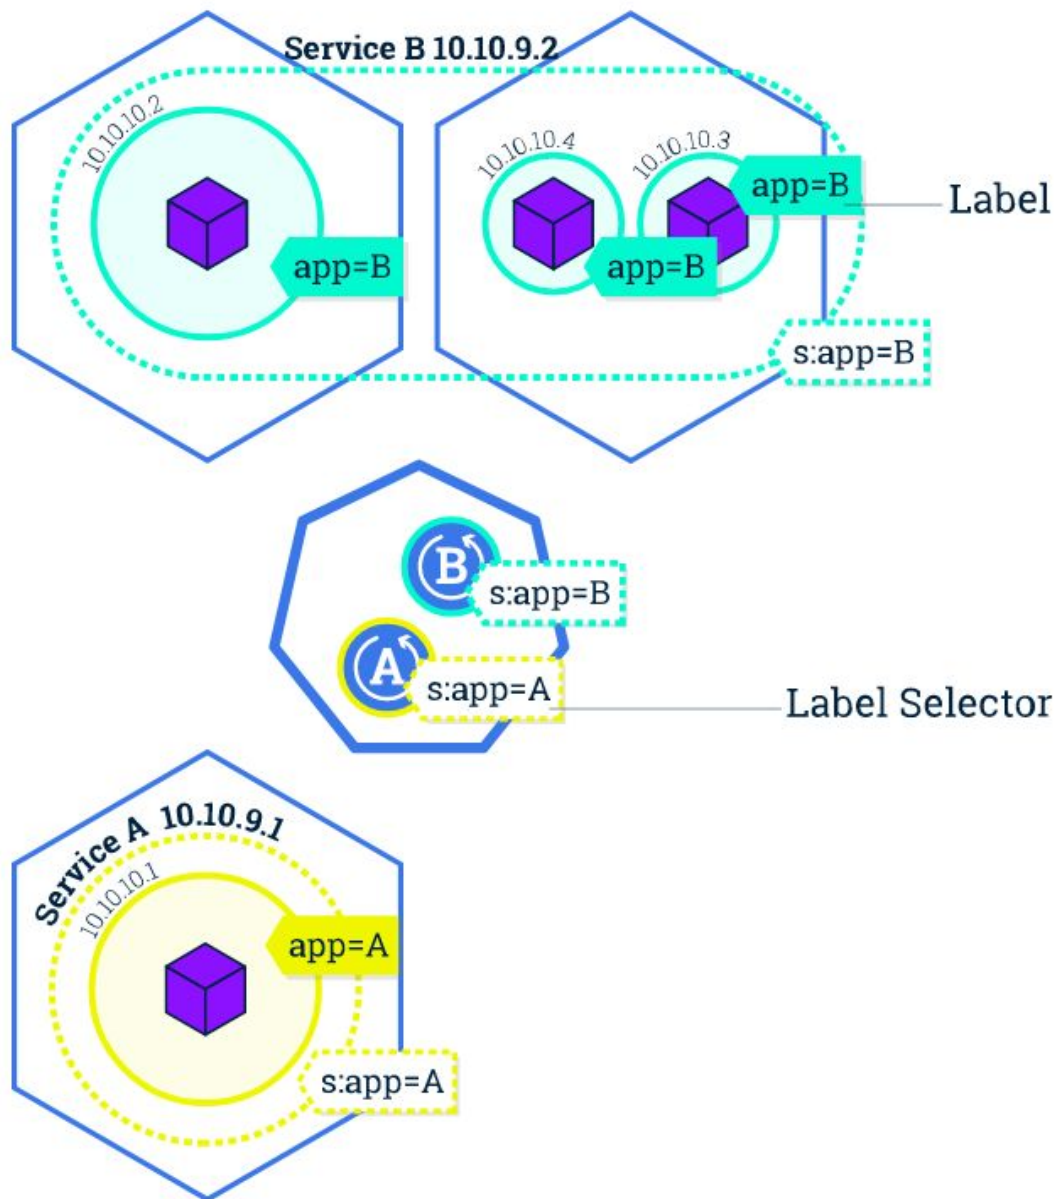 Service B 10.10.9.2
10.10.10.2
10.10.10.4
10.10.10.3
app=B
Label
app=B
app=B
s:app=B
B
s:app=B
A
s:app=A
Label Selector
Service A 10.10.9.1
10.10.10.1
app=A
s:app=A